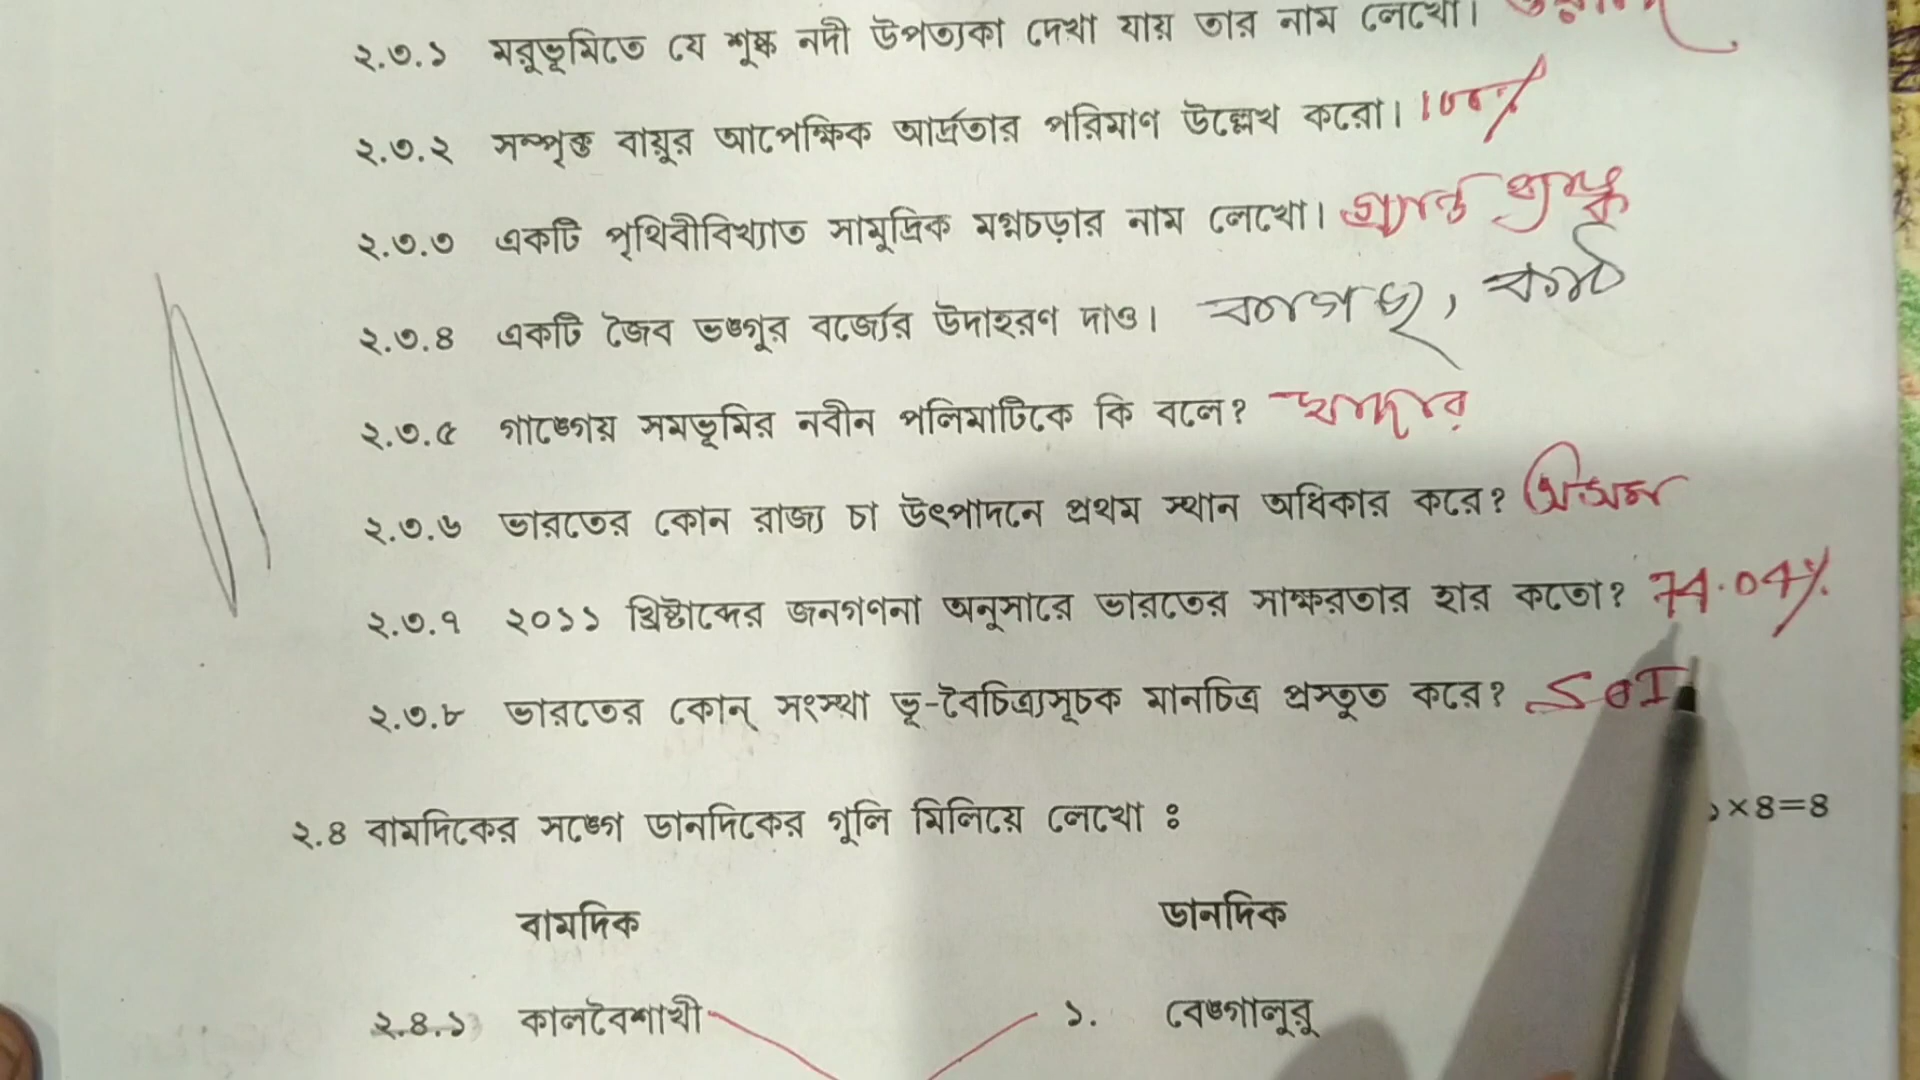 ২.৩.১ মরুভূমিতে যে শুষ্ক নদী উপত্যকা দেখা যায় তার নাম লেখো।
২.৩.২ সম্পৃক্ত বায়ুর আপেক্ষিক আর্দ্রতার পরিমাণ উল্লেখ করো। 100%
২.৩.৩ একটি পৃথিবীবিখ্যাত সামুদ্রিক মগ্নচড়ার নাম লেখো। গ্র্যান্ড ব্যাঙ্ক
২.৩.৪ একটি জৈব ভঙ্গুর বর্জ্যের উদাহরণ দাও। কাগজ, কাঠ
২.৩.৫ গাঙ্গেয় সমভূমির নবীন পলিমাটিকে কি বলে? খাদার
২.৩.৬ ভারতের কোন রাজ্য চা উৎপাদনে প্রথম স্থান অধিকার করে?
২.৩.৭ ২০১১ খ্রিষ্টাব্দের জনগণনা অনুসারে ভারতের সাক্ষরতার হার কতো? 74.04%
২.৩.৮ ভারতের কোন্ সংস্থা ভূ-বৈচিত্র্যসূচক মানচিত্র প্রস্তুত করে? SOI
২.৪ বামদিকের সঙ্গে ডানদিকের গুলি মিলিয়ে লেখো ঃ ১×৪=৪
বামদিক ডানদিক
২.৪.১ কালবৈশাখী ১. বেঙ্গালুরু